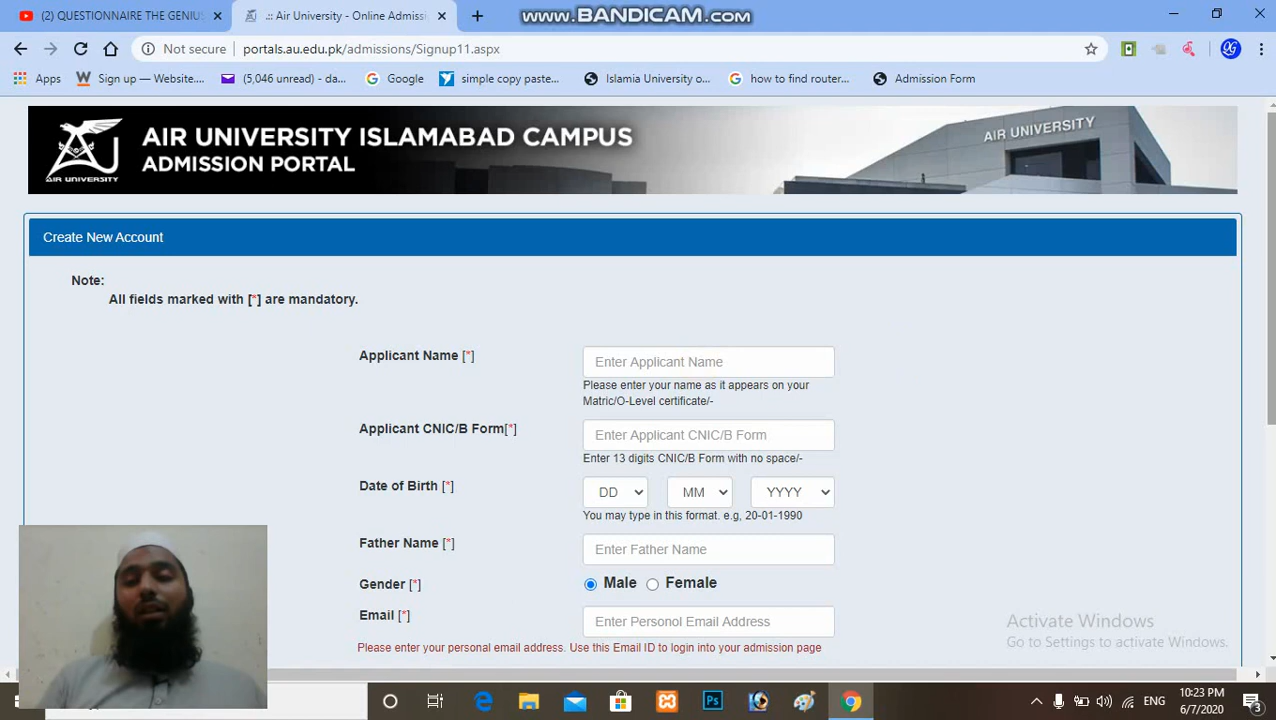 (2) QUESTIONNAIRE THE GENIU
.:: Air University - Online Admissi
www.BANDICAM.com
Not secure
portals.au.edu.pk/admissions/Signup11.aspx
Apps
Sign up — Website....
(5,046 unread) - da...
Google
simple copy paste...
Islamia University o...
how to find router...
Admission Form
AIR UNIVERSITY ISLAMABAD CAMPUS
ADMISSION PORTAL
AIR UNIVERSITY
AIR UNIVERSITY
Create New Account
Note:
All fields marked with [*] are mandatory.
Applicant Name [*]
Enter Applicant Name
Please enter your name as it appears on your
Matric/O-Level certificate/-
Applicant CNIC/B Form[*]
Enter Applicant CNIC/B Form
Enter 13 digits CNIC/B Form with no space/-
Date of Birth [*]
DD MM YYYY
You may type in this format. e.g, 20-01-1990
Father Name [*]
Enter Father Name
Gender [*]
Male Female
Email [*]
Enter Personol Email Address
Please enter your personal email address. Use this Email ID to login into your admission page
Activate Windows
Go to Settings to activate Windows.
Ps
ENG
10:23 PM
6/7/2020
3